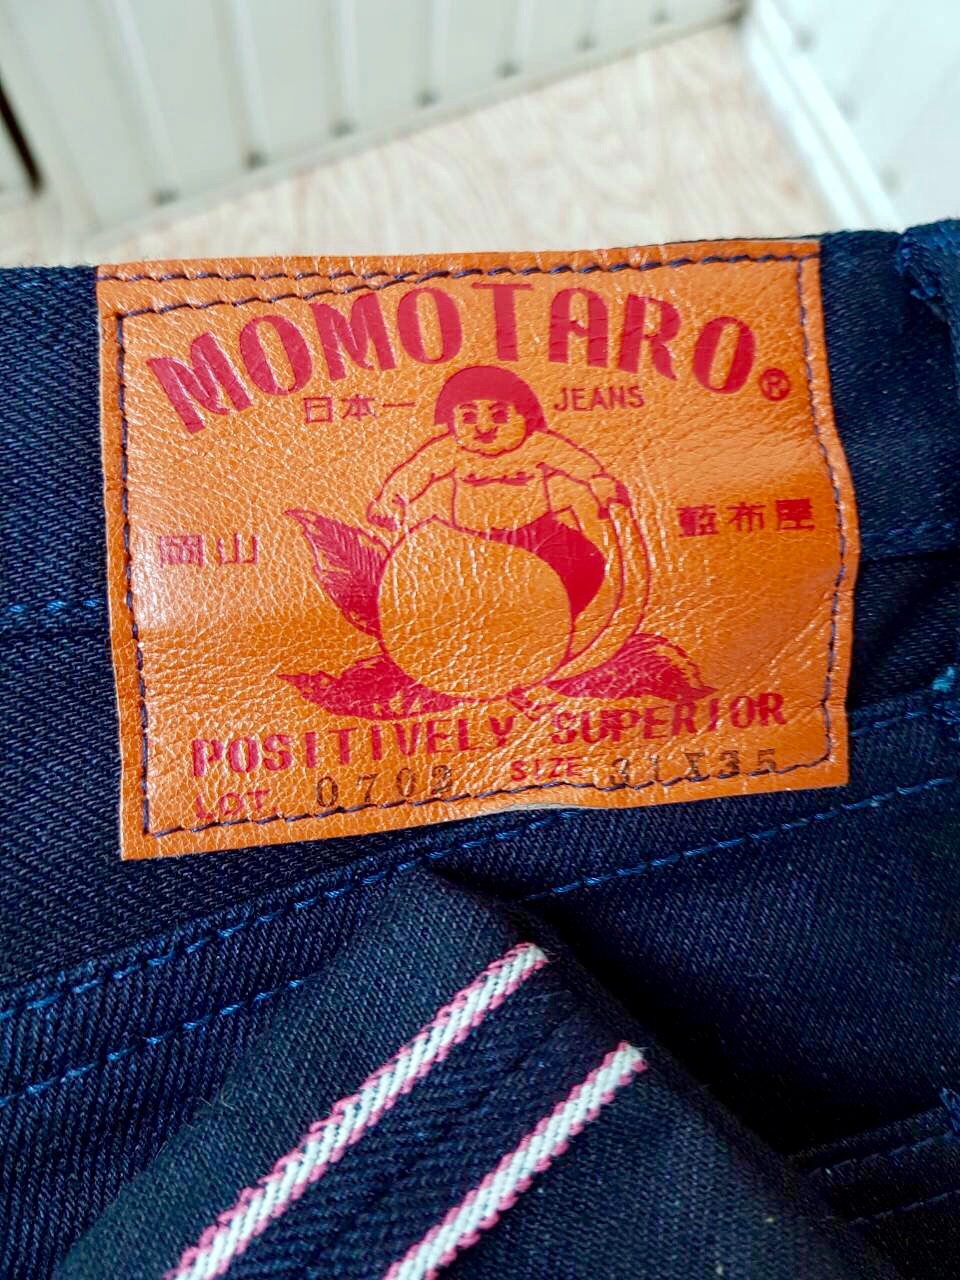 MOMOTARO®
日本一 JEANS
岡山 藍布屋
POSITIVELY SUPERIOR
LOT. 0702 SIZE 31X35